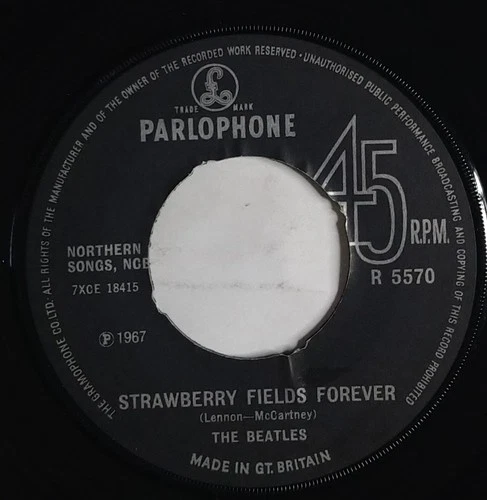 THE GRAMOPHONE CO. LTD. ALL RIGHTS OF THE MANUFACTURER AND OF THE OWNER OF THE RECORDED WORK RESERVED · UNAUTHORISED PUBLIC PERFORMANCE BROADCASTING AND COPYING OF THIS RECORD PROHIBITED
£
TRADE MARK
PARLOPHONE
45
R.P.M.
NORTHERN
SONGS, NCB
R 5570
7XCE 18415
Ⓟ 1967
STRAWBERRY FIELDS FOREVER
(Lennon—McCartney)
THE BEATLES
MADE IN GT. BRITAIN